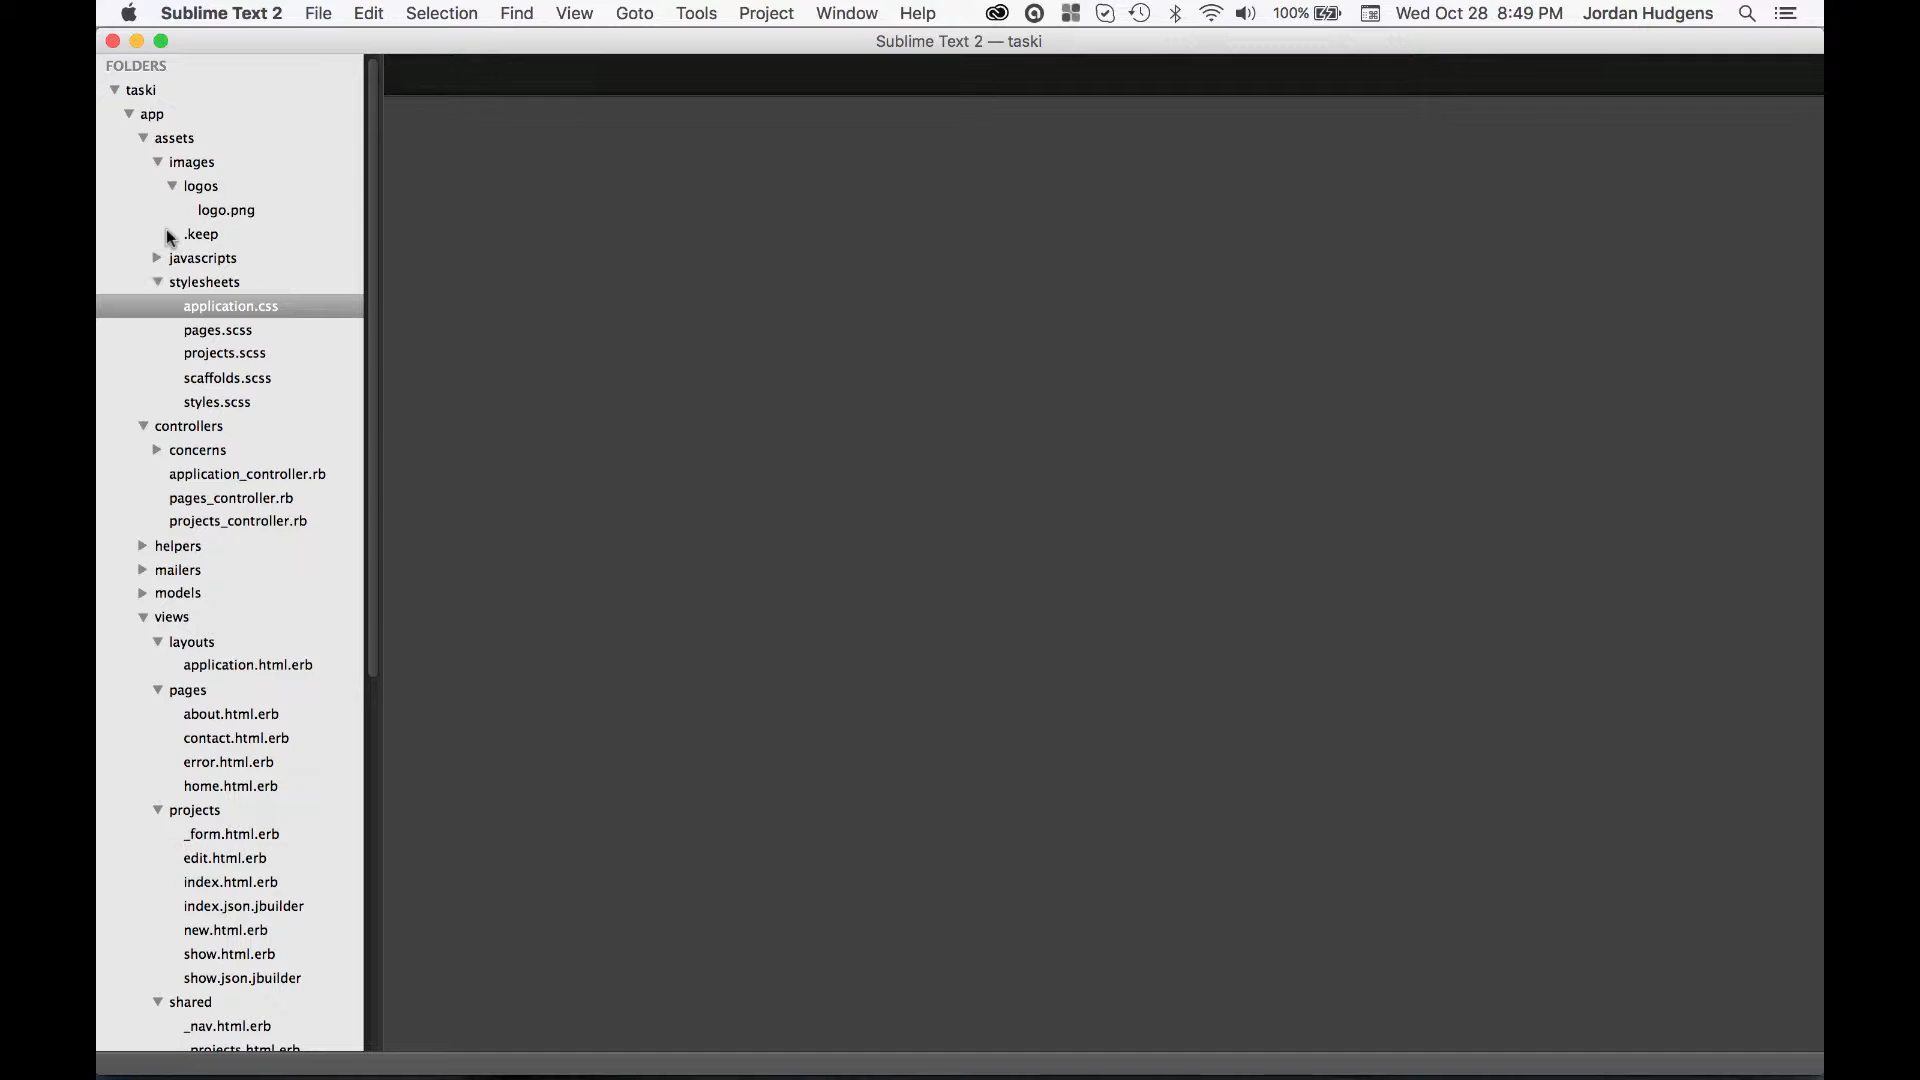 Sublime Text 2 File Edit Selection Find View Goto Tools Project Window Help 100% Wed Oct 28 8:49 PM Jordan Hudgens
Sublime Text 2 — taski
FOLDERS
taski
app
assets
images
logos
logo.png
.keep
javascripts
stylesheets
application.css
pages.scss
projects.scss
scaffolds.scss
styles.scss
controllers
concerns
application_controller.rb
pages_controller.rb
projects_controller.rb
helpers
mailers
models
views
layouts
application.html.erb
pages
about.html.erb
contact.html.erb
error.html.erb
home.html.erb
projects
_form.html.erb
edit.html.erb
index.html.erb
index.json.jbuilder
new.html.erb
show.html.erb
show.json.jbuilder
shared
_nav.html.erb
_projects.html.erb